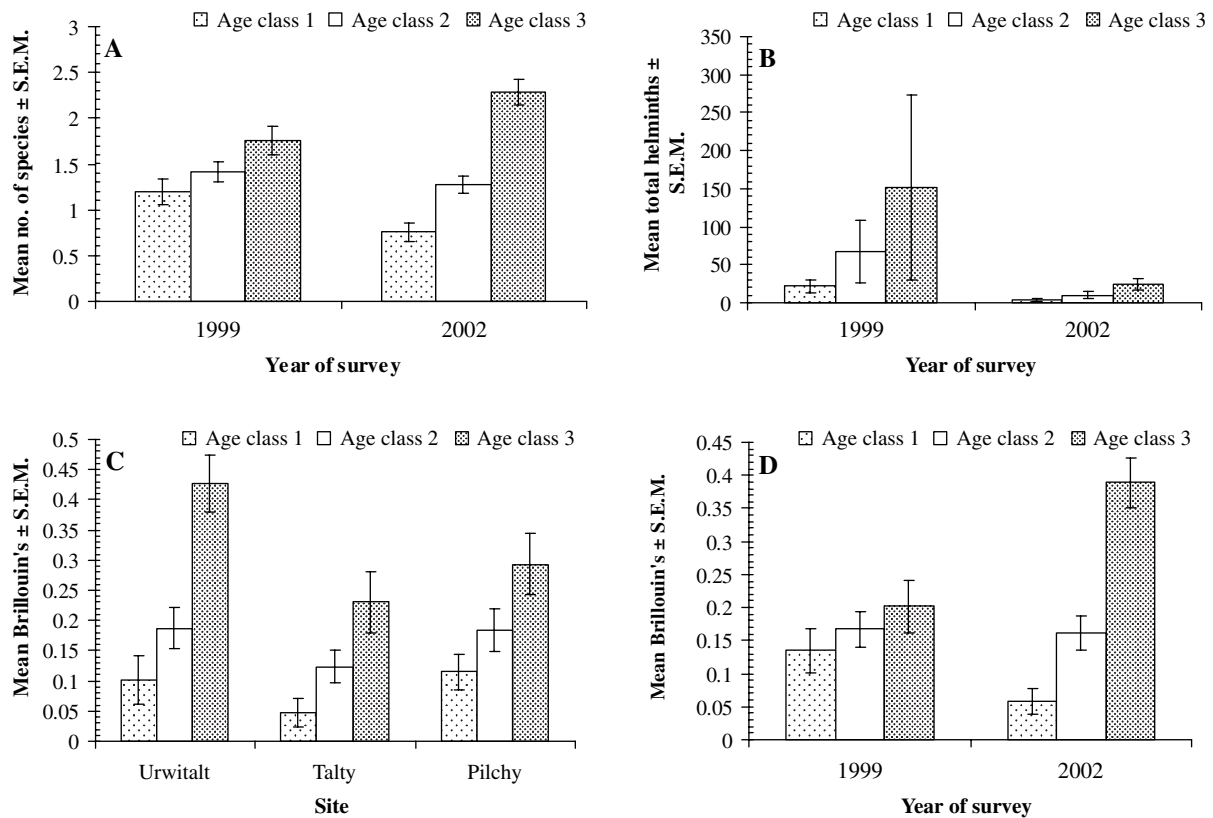 Age class 1 Age class 2 Age class 3
A
Mean no. of species ± S.E.M.
3
2.5
2
1.5
1
0.5
0
1999 2002
Year of survey
Age class 1 Age class 2 Age class 3
B
Mean total helminths ±
S.E.M.
350
300
250
200
150
100
50
0
1999 2002
Year of survey
Age class 1 Age class 2 Age class 3
C
Mean Brillouin's ± S.E.M.
0.5
0.45
0.4
0.35
0.3
0.25
0.2
0.15
0.1
0.05
0
Urwitalt Talty Pilchy
Site
Age class 1 Age class 2 Age class 3
D
Mean Brillouin's ± S.E.M.
0.45
0.4
0.35
0.3
0.25
0.2
0.15
0.1
0.05
0
1999 2002
Year of survey